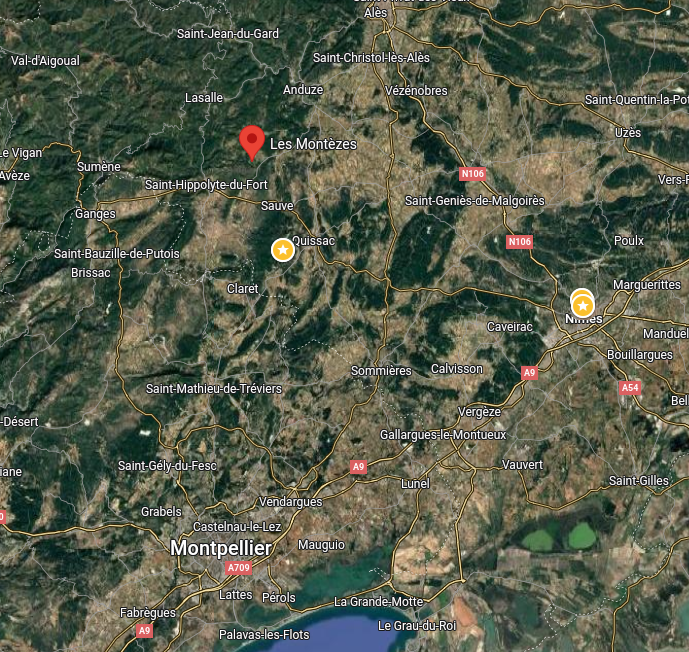 Alès
Saint-Jean-du-Gard
Saint-Christol-lès-Alès
Val-d'Aigoual
Anduze
Vézénobres
Lasalle
Saint-Quentin-la-Pot
Uzès
Les Montèzes
Le Vigan
Sumène
Avèze
N106
Vers-P
Saint-Hippolyte-du-Fort
Sauve
Saint-Geniès-de-Malgoirès
Ganges
Quissac
N106
Poulx
Saint-Bauzille-de-Putois
Brissac
Claret
Marguerittes
Nîmes
Caveirac
Manduel
Bouillargues
Sommières
Calvisson
A9
Saint-Mathieu-de-Tréviers
A54
Bel
Vergèze
-Désert
Gallargues-le-Montueux
Saint-Gély-du-Fesc
A9
Vauvert
iane
Lunel
Saint-Gilles
Vendargues
Grabels
0
Castelnau-le-Lez
Montpellier
Mauguio
A709
Lattes
Pérols
La Grande-Motte
Fabrègues
Le Grau-du-Roi
A9
Palavas-les-Flots